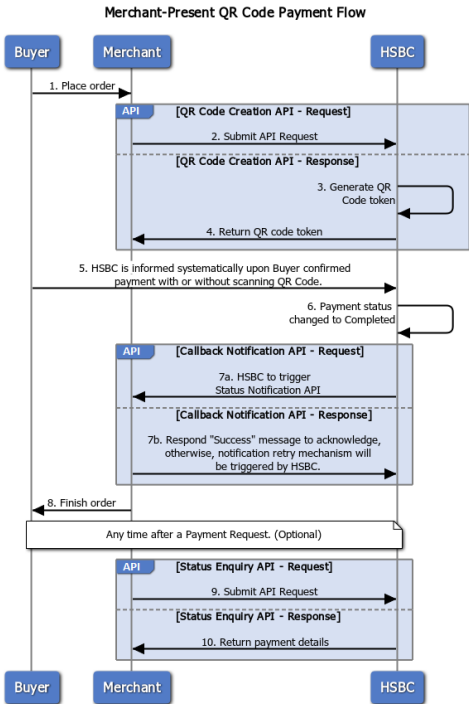 Merchant-Present QR Code Payment Flow
Buyer
Merchant
HSBC
1. Place order
API
[QR Code Creation API - Request]
2. Submit API Request
[QR Code Creation API - Response]
3. Generate QR
Code token
4. Return QR code token
5. HSBC is informed systematically upon Buyer confirmed
payment with or without scanning QR Code.
6. Payment status
changed to Completed
API
[Callback Notification API - Request]
7a. HSBC to trigger
Status Notification API
[Callback Notification API - Response]
7b. Respond "Success" message to acknowledge,
otherwise, notification retry mechanism will
be triggered by HSBC.
8. Finish order
Any time after a Payment Request. (Optional)
API
[Status Enquiry API - Request]
9. Submit API Request
[Status Enquiry API - Response]
10. Return payment details
Buyer
Merchant
HSBC